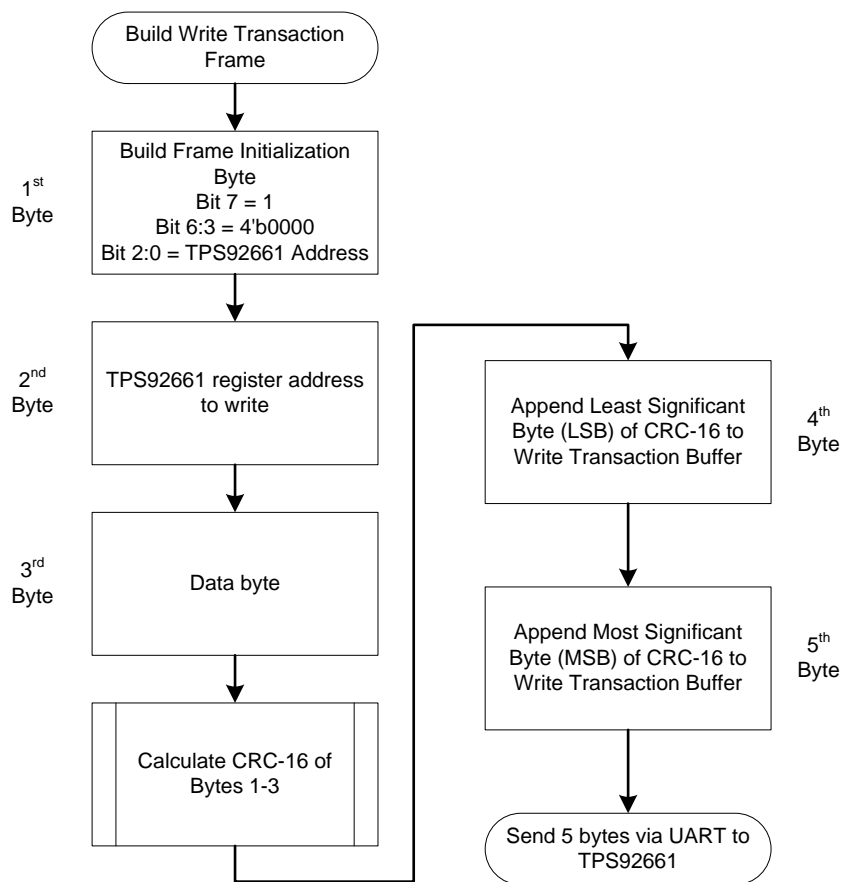 Build Write Transaction
Frame
1st
Byte
Build Frame Initialization
Byte
Bit 7 = 1
Bit 6:3 = 4'b0000
Bit 2:0 = TPS92661 Address
2nd
Byte
TPS92661 register address
to write
3rd
Byte
Data byte
Calculate CRC-16 of
Bytes 1-3
Append Least Significant
Byte (LSB) of CRC-16 to
Write Transaction Buffer
4th
Byte
Append Most Significant
Byte (MSB) of CRC-16 to
Write Transaction Buffer
5th
Byte
Send 5 bytes via UART to
TPS92661